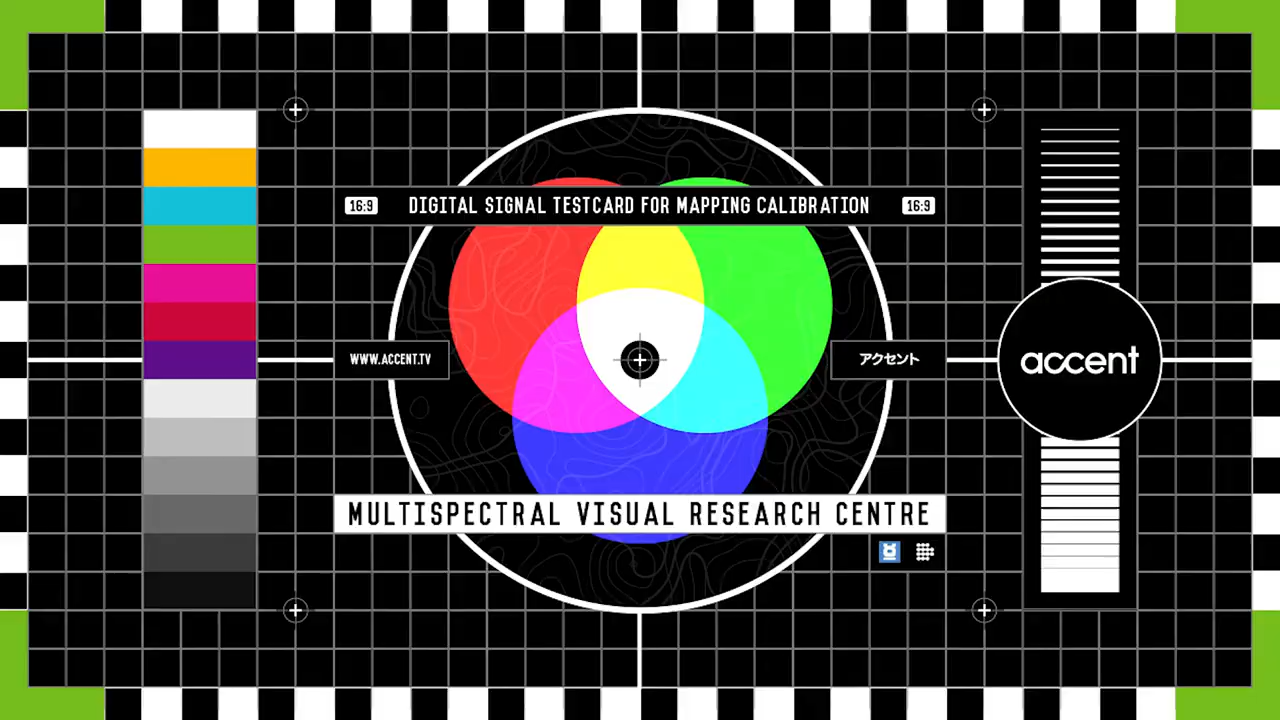 16:9 DIGITAL SIGNAL TESTCARD FOR MAPPING CALIBRATION 16:9
WWW.ACCENT.TV
アクセント
accent
MULTISPECTRAL VISUAL RESEARCH CENTRE